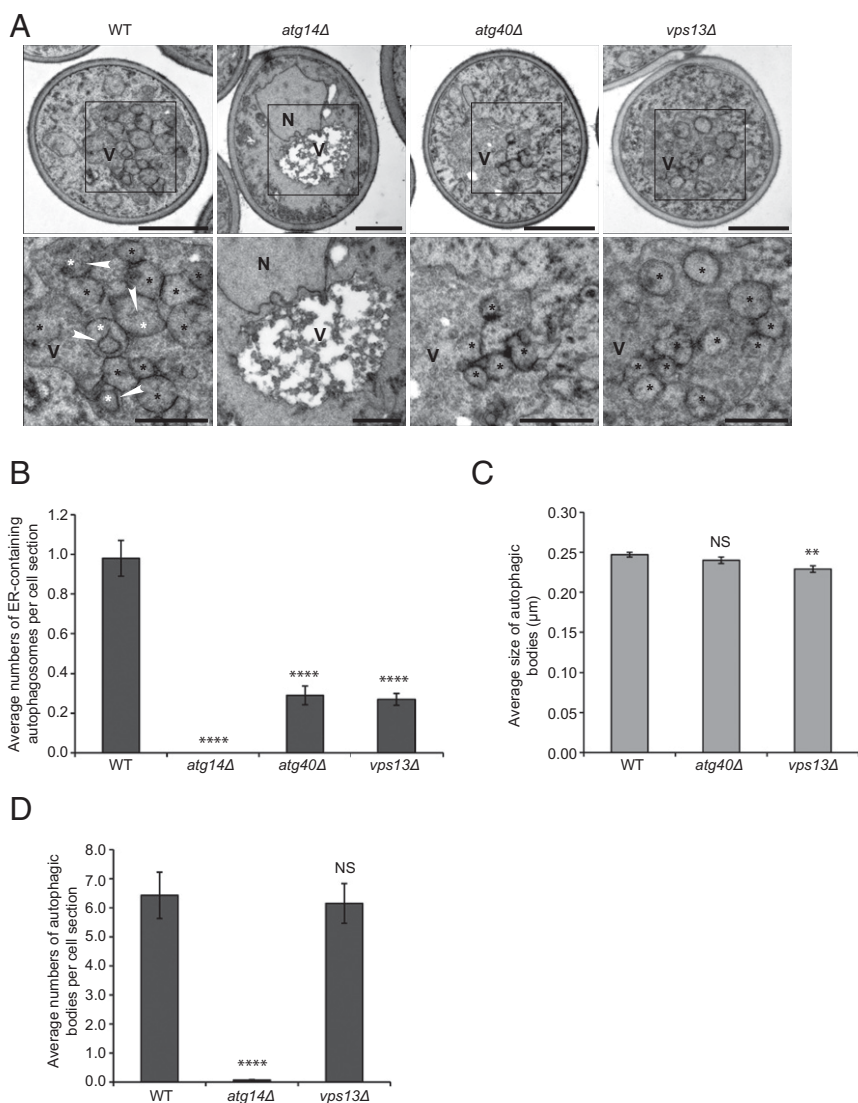 A
WT
atg14Δ
atg40Δ
vps13Δ
V
N
V
V
V
* * * * * * * * * * * * *
V
N
V
* * * * * *
V
* * * * * * * * * * *
V
B
Average numbers of ER-containing
autophagosomes per cell section
1.2
1.0
0.8
0.6
0.4
0.2
0.0
****
****
****
WT
atg14Δ
atg40Δ
vps13Δ
C
Average size of autophagic
bodies (µm)
0.30
0.25
0.20
0.15
0.10
0.05
0.00
NS
**
WT
atg40Δ
vps13Δ
D
Average numbers of autophagic
bodies per cell section
8.0
7.0
6.0
5.0
4.0
3.0
2.0
1.0
0.0
****
NS
WT
atg14Δ
vps13Δ